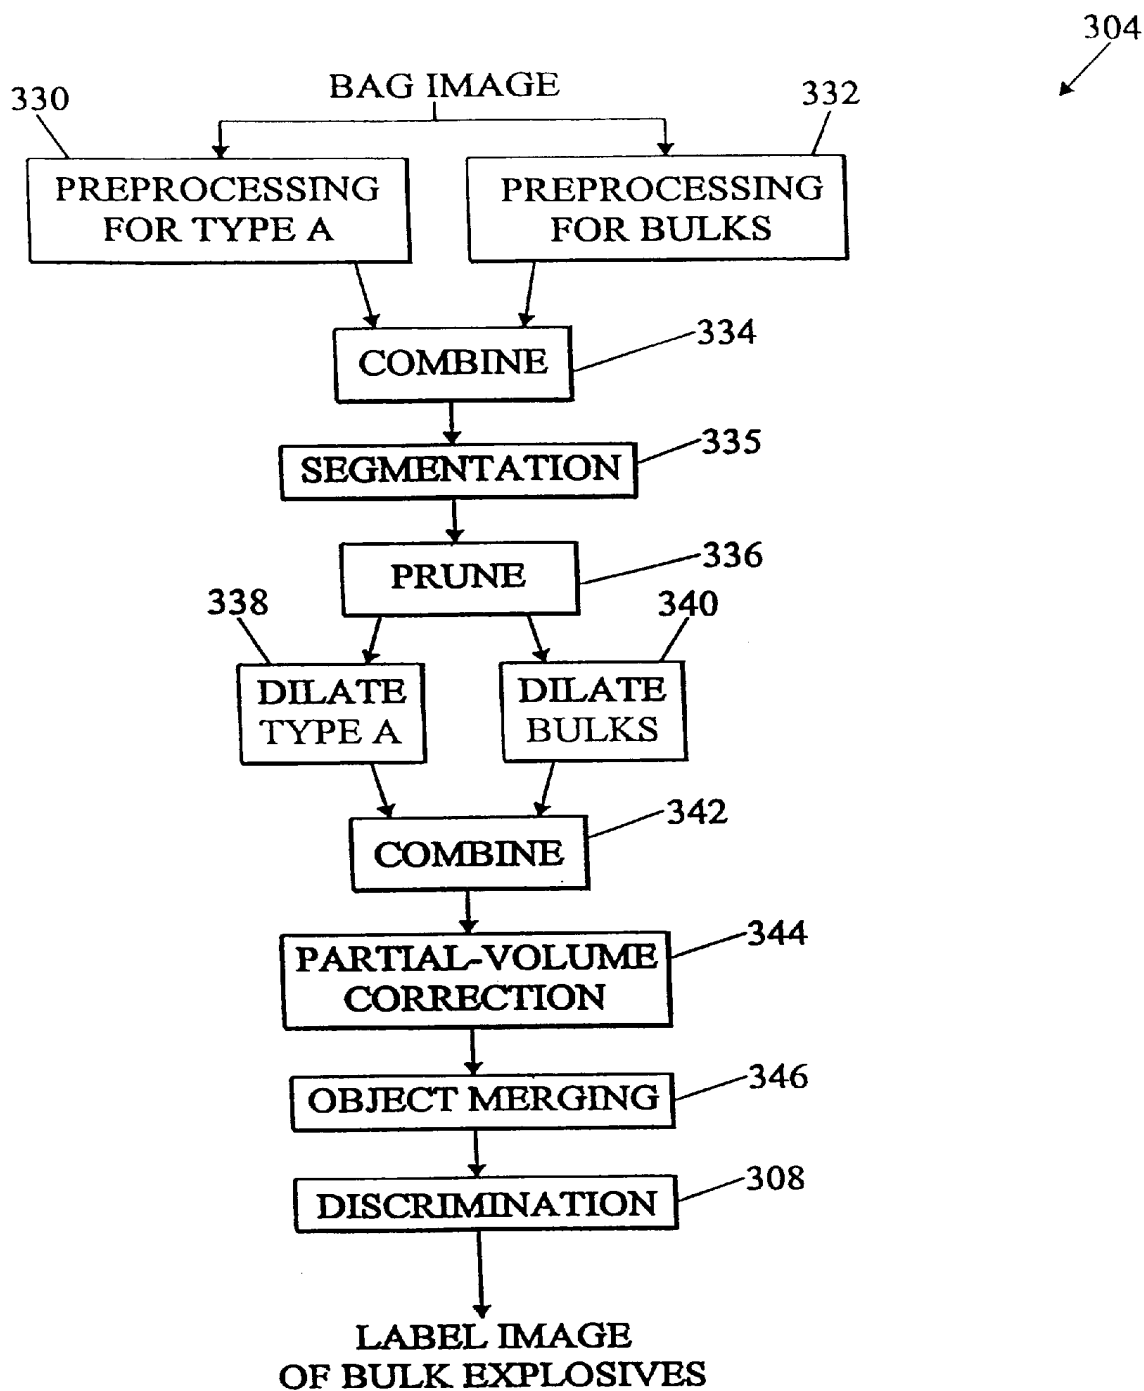 304
BAG IMAGE
330
332
PREPROCESSING
FOR TYPE A
PREPROCESSING
FOR BULKS
COMBINE
334
335
SEGMENTATION
PRUNE
336
338
340
DILATE
TYPE A
DILATE
BULKS
342
COMBINE
PARTIAL-VOLUME
CORRECTION
344
OBJECT MERGING
346
DISCRIMINATION
308
LABEL IMAGE
OF BULK EXPLOSIVES